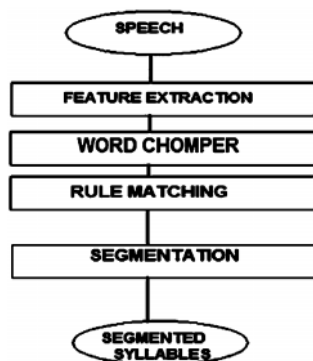 SPEECH
FEATURE EXTRACTION
WORD CHOMPER
RULE MATCHING
SEGMENTATION
SEGMENTED
SYLLABLES